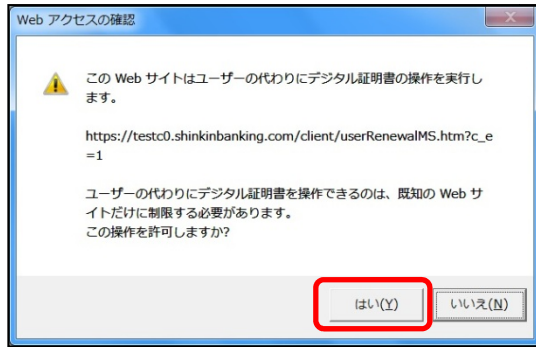 Web アクセスの確認
この Web サイトはユーザーの代わりにデジタル証明書の操作を実行し
ます。
https://testc0.shinkinbanking.com/client/userRenewalMS.htm?c_e
=1
ユーザーの代わりにデジタル証明書を操作できるのは、既知の Web サ
イトだけに制限する必要があります。
この操作を許可しますか?
はい(Y) いいえ(N)